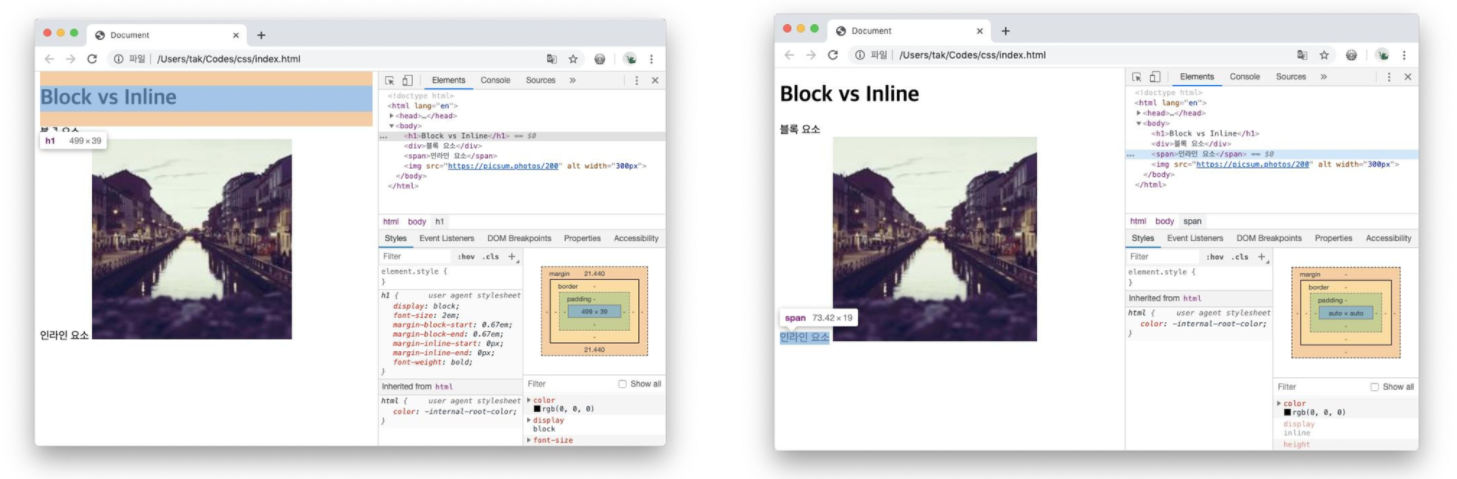 Document
파일 | /Users/tak/Codes/css/index.html
Block vs Inline
h1 499 × 39
인라인 요소
Elements Console Sources »
<!doctype html>
<html lang="en">
<head>…</head>
<body>
<h1>Block vs Inline</h1> == $0
<div>블록 요소</div>
<span>인라인 요소</span>
<img src="https://picsum.photos/200" alt width="300px">
</body>
</html>
html body h1
Styles Event Listeners DOM Breakpoints Properties Accessibility
Filter :hov .cls +
element.style {
}
h1 { user agent stylesheet
display: block;
font-size: 2em;
margin-block-start: 0.67em;
margin-block-end: 0.67em;
margin-inline-start: 0px;
margin-inline-end: 0px;
font-weight: bold;
}
Inherited from html
html { user agent stylesheet
color: -internal-root-color;
}
margin 21.440
border -
padding -
- - - 499 × 39 - - -
-
-
21.440
Filter Show all
color
rgb(0, 0, 0)
display
block
font-size
Document
파일 | /Users/tak/Codes/css/index.html
Block vs Inline
블록 요소
span 73.42 × 19
인라인 요소
Elements Console Sources »
<!doctype html>
<html lang="en">
<head>…</head>
<body>
<h1>Block vs Inline</h1>
<div>블록 요소</div>
<span>인라인 요소</span> == $0
<img src="https://picsum.photos/200" alt width="300px">
</body>
</html>
html body span
Styles Event Listeners DOM Breakpoints Properties Accessibility
Filter :hov .cls +
element.style {
}
Inherited from html
html { user agent stylesheet
color: -internal-root-color;
}
margin -
border -
padding -
- - - auto × auto - - -
-
-
-
Filter Show all
color
rgb(0, 0, 0)
display
inline
height